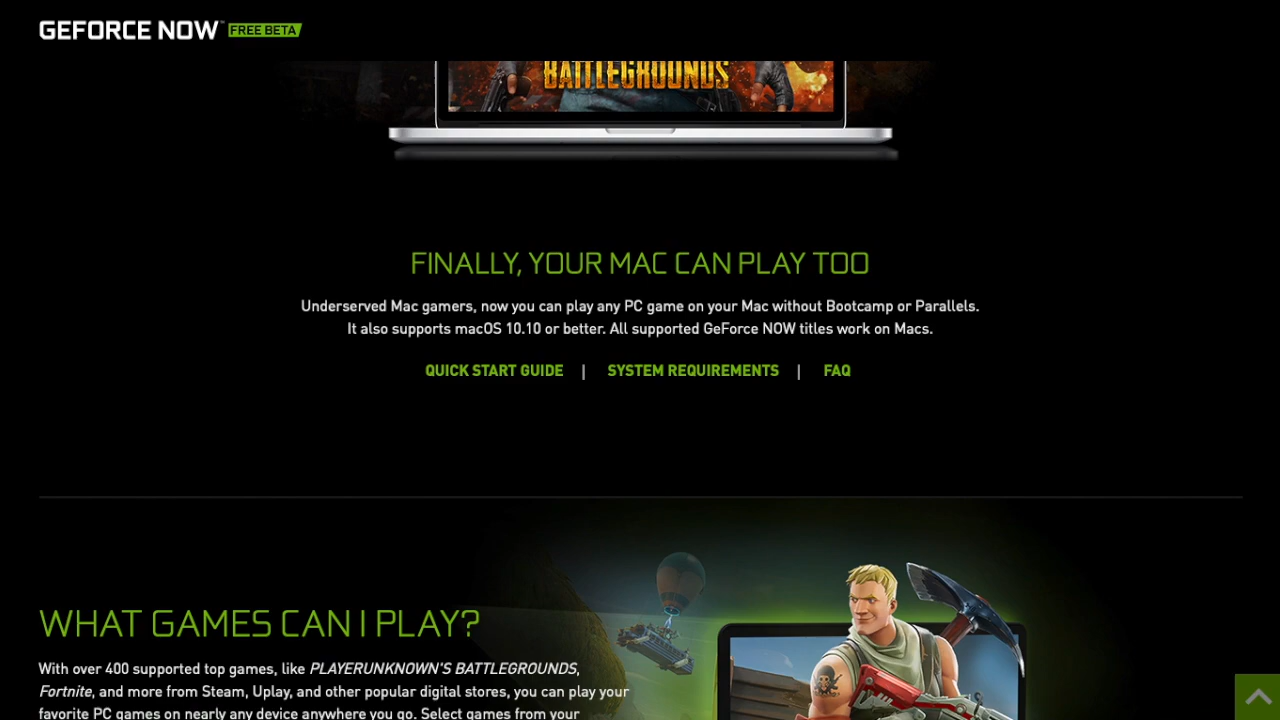 GEFORCE NOW™ FREE BETA
BATTLEGROUNDS
FINALLY, YOUR MAC CAN PLAY TOO
Underserved Mac gamers, now you can play any PC game on your Mac without Bootcamp or Parallels.
It also supports macOS 10.10 or better. All supported GeForce NOW titles work on Macs.
QUICK START GUIDE | SYSTEM REQUIREMENTS | FAQ
WHAT GAMES CAN I PLAY?
With over 400 supported top games, like PLAYERUNKNOWN'S BATTLEGROUNDS,
Fortnite, and more from Steam, Uplay, and other popular digital stores, you can play your
favorite PC games on nearly any device anywhere you go. Select games from your